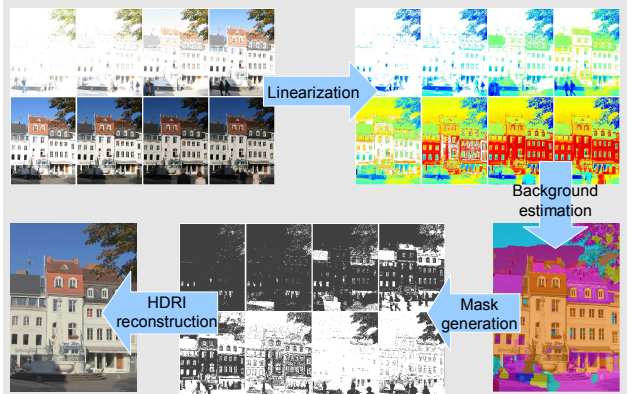 Linearization
Background
estimation
Mask
generation
HDRI
reconstruction